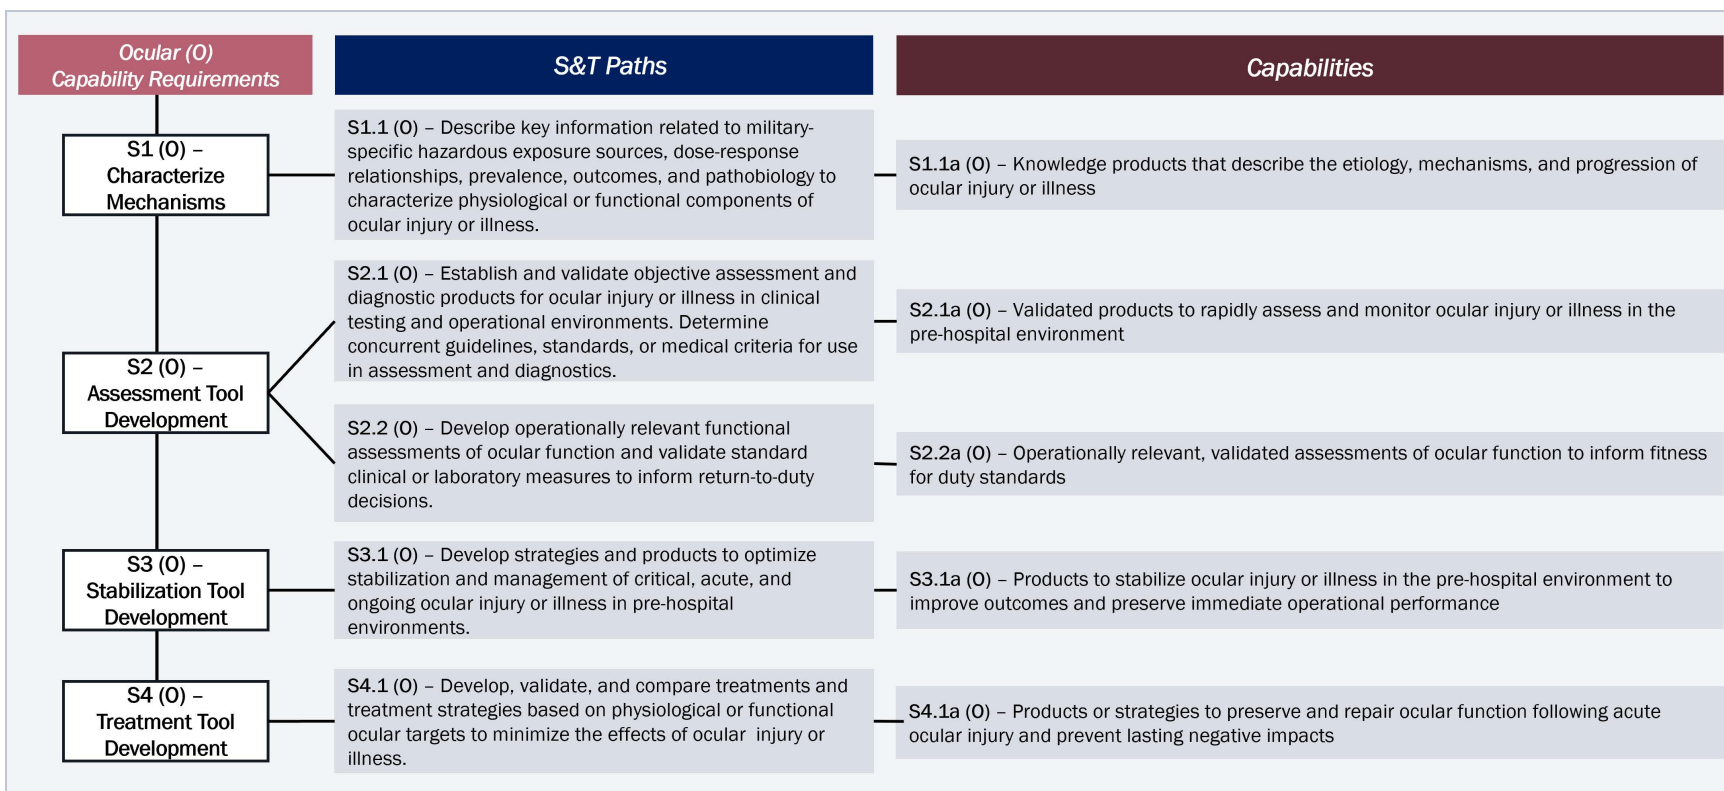 Ocular (O)
Capability Requirements
S&T Paths
Capabilities
S1 (O) –
Characterize
Mechanisms
S1.1 (O) – Describe key information related to military-
specific hazardous exposure sources, dose-response
relationships, prevalence, outcomes, and pathobiology to
characterize physiological or functional components of
ocular injury or illness.
S1.1a (O) – Knowledge products that describe the etiology, mechanisms, and progression of
ocular injury or illness
S2 (O) –
Assessment Tool
Development
S2.1 (O) – Establish and validate objective assessment and
diagnostic products for ocular injury or illness in clinical
testing and operational environments. Determine
concurrent guidelines, standards, or medical criteria for use
in assessment and diagnostics.
S2.1a (O) – Validated products to rapidly assess and monitor ocular injury or illness in the
pre-hospital environment
S2.2 (O) – Develop operationally relevant functional
assessments of ocular function and validate standard
clinical or laboratory measures to inform return-to-duty
decisions.
S2.2a (O) – Operationally relevant, validated assessments of ocular function to inform fitness
for duty standards
S3 (O) –
Stabilization Tool
Development
S3.1 (O) – Develop strategies and products to optimize
stabilization and management of critical, acute, and
ongoing ocular injury or illness in pre-hospital
environments.
S3.1a (O) – Products to stabilize ocular injury or illness in the pre-hospital environment to
improve outcomes and preserve immediate operational performance
S4 (O) –
Treatment Tool
Development
S4.1 (O) – Develop, validate, and compare treatments and
treatment strategies based on physiological or functional
ocular targets to minimize the effects of ocular  injury or
illness.
S4.1a (O) – Products or strategies to preserve and repair ocular function following acute
ocular injury and prevent lasting negative impacts